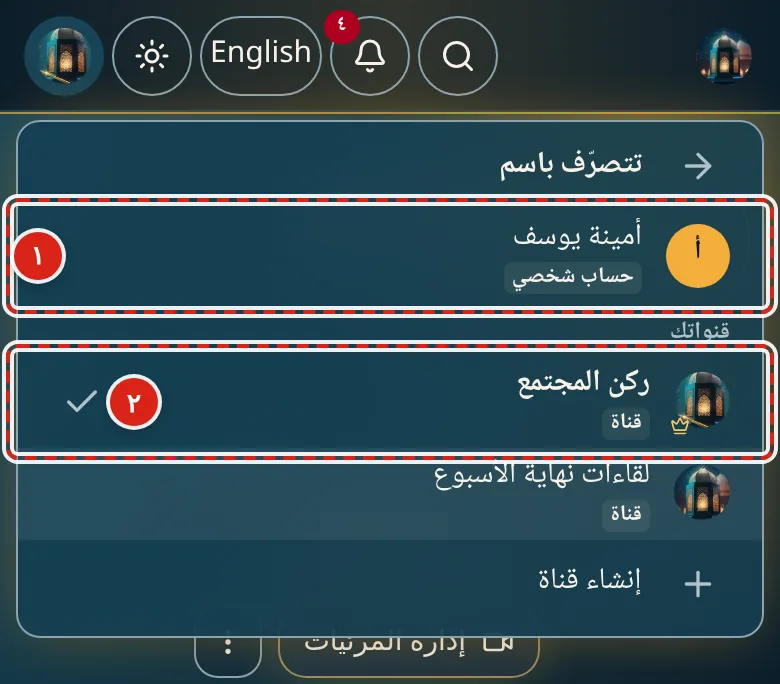 English
٤
تتصرّف باسم
أ
أمينة يوسف
حساب شخصي
١
قنواتك
ركن المجتمع
قناة
٢
لقاءات نهاية الأسبوع
قناة
إنشاء قناة
إدارة المرئيات